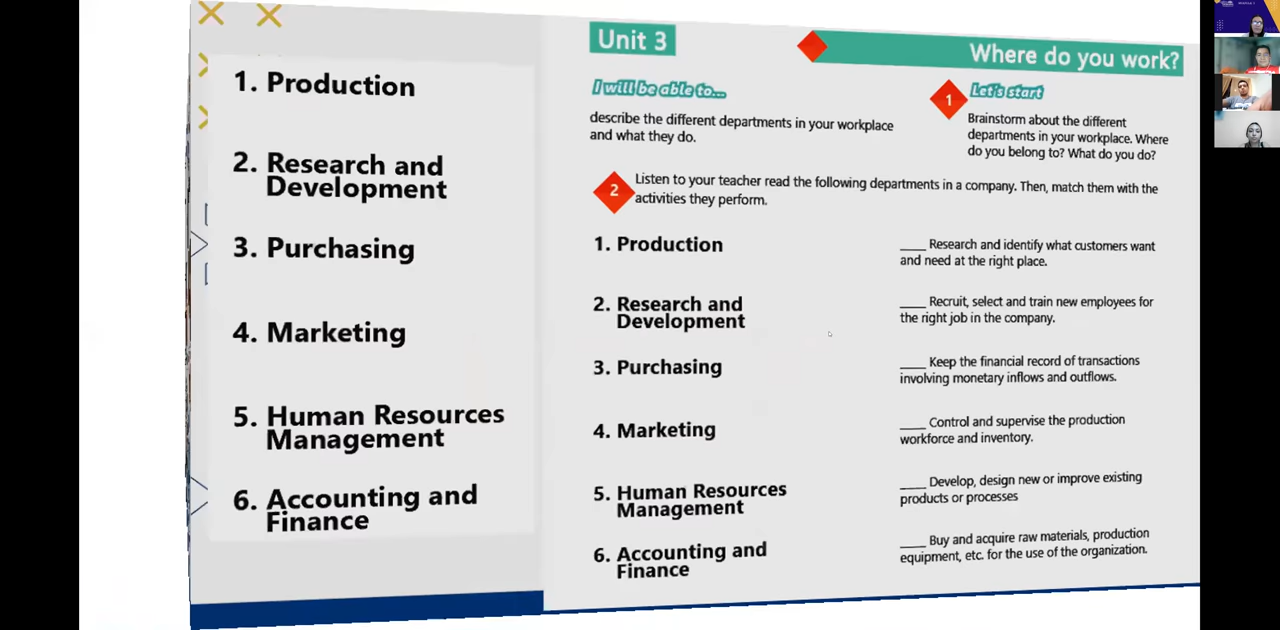 1. Production
2. Research and
Development
3. Purchasing
4. Marketing
5. Human Resources
Management
6. Accounting and
Finance
Unit 3
Where do you work?
I will be able to...
describe the different departments in your workplace
and what they do.
1
Let's start
Brainstorm about the different
departments in your workplace. Where
do you belong to? What do you do?
2
Listen to your teacher read the following departments in a company. Then, match them with the
activities they perform.
1. Production
____ Research and identify what customers want
and need at the right place.
2. Research and
Development
____ Recruit, select and train new employees for
the right job in the company.
3. Purchasing
____ Keep the financial record of transactions
involving monetary inflows and outflows.
4. Marketing
____ Control and supervise the production
workforce and inventory.
5. Human Resources
Management
____ Develop, design new or improve existing
products or processes
6. Accounting and
Finance
____ Buy and acquire raw materials, production
equipment, etc. for the use of the organization.